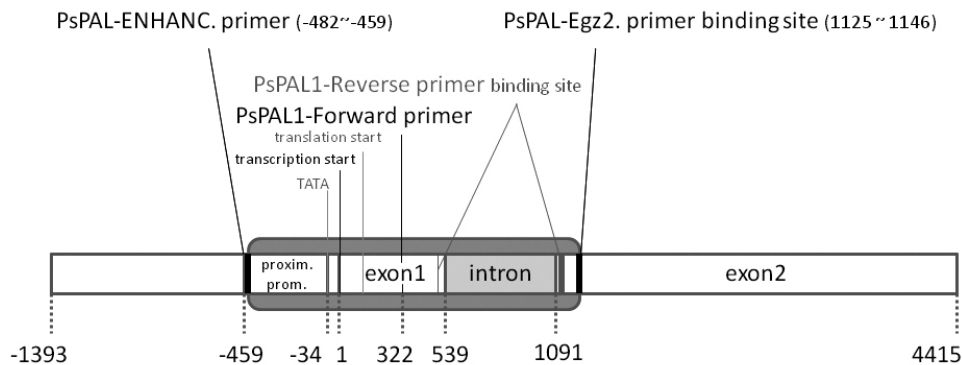 PsPAL-ENHANC. primer (-482~-459)
PsPAL-Egz2. primer binding site (1125 ~ 1146)
PsPAL1-Reverse primer binding site
PsPAL1-Forward primer
translation start
transcription start
TATA
proxim.
prom.
exon1
intron
exon2
-1393
-459
-34
1
322
539
1091
4415